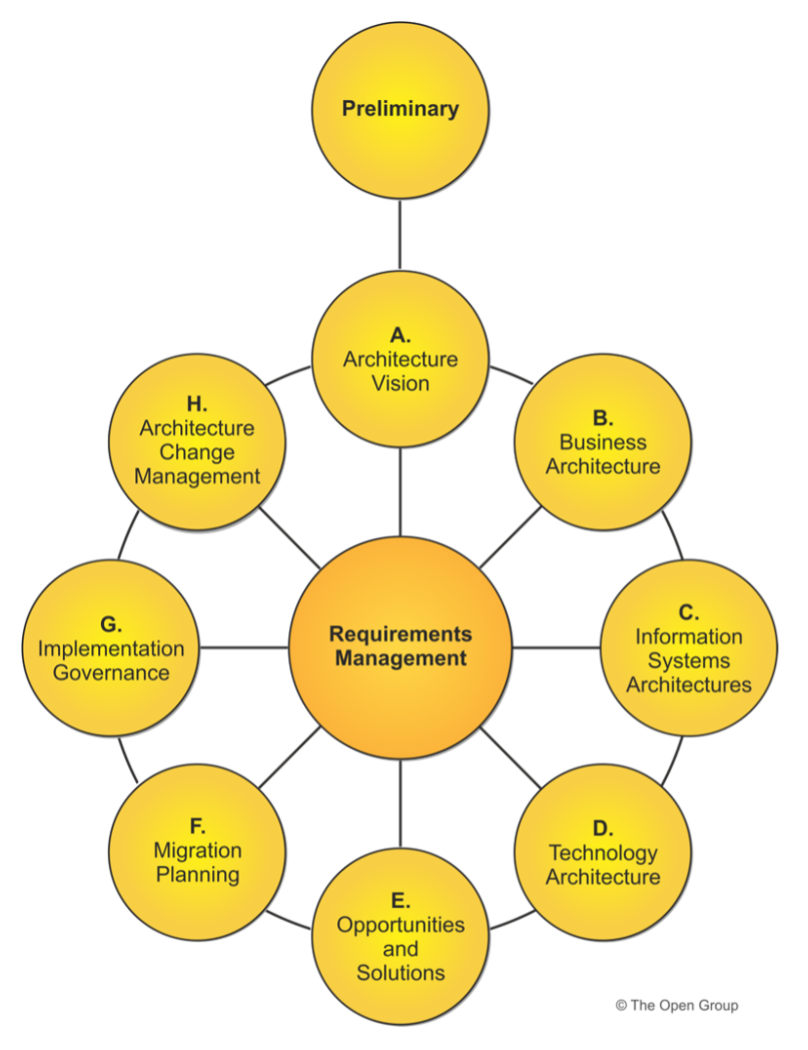 Preliminary
A.
Architecture
Vision
B.
Business
Architecture
C.
Information
Systems
Architectures
D.
Technology
Architecture
E.
Opportunities
and
Solutions
F.
Migration
Planning
G.
Implementation
Governance
H.
Architecture
Change
Management
Requirements
Management
© The Open Group